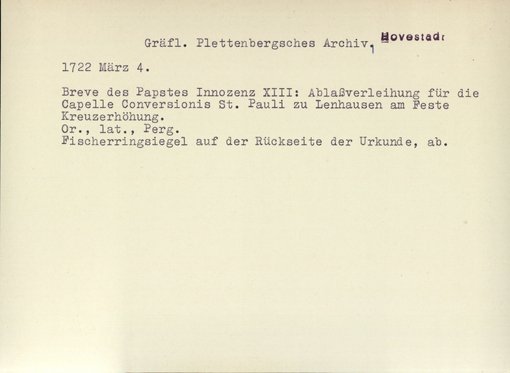 Gräfl. Plettenbergsches Archiv, Hovestadt
1722 März 4.
Breve des Papstes Innozenz XIII: Ablaßverleihung für die
Capelle Conversionis St. Pauli zu Lenhausen am Feste
Kreuzerhöhung.
Or., lat., Perg.
Fischerringsiegel auf der Rückseite der Urkunde, ab.